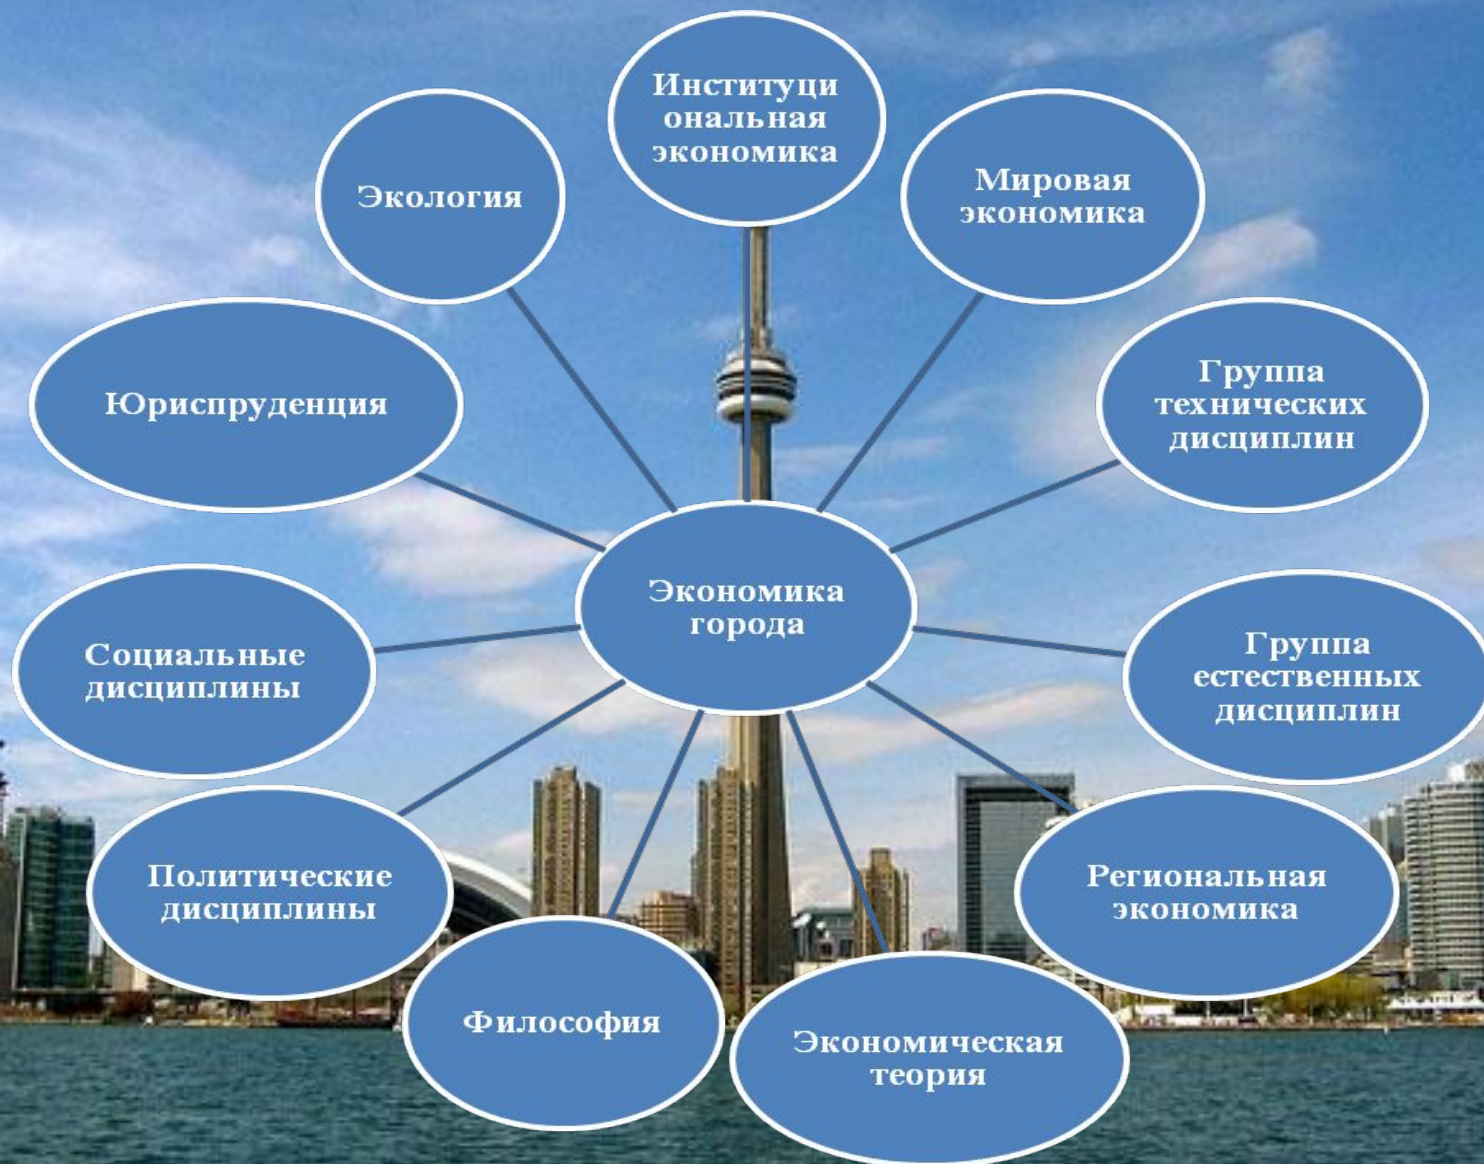 Институци
ональная
экономика
Мировая
экономика
Группа
технических
дисциплин
Группа
естественных
дисциплин
Региональная
экономика
Экономическая
теория
Философия
Политические
дисциплины
Социальные
дисциплины
Юриспруденция
Экология
Экономика
города